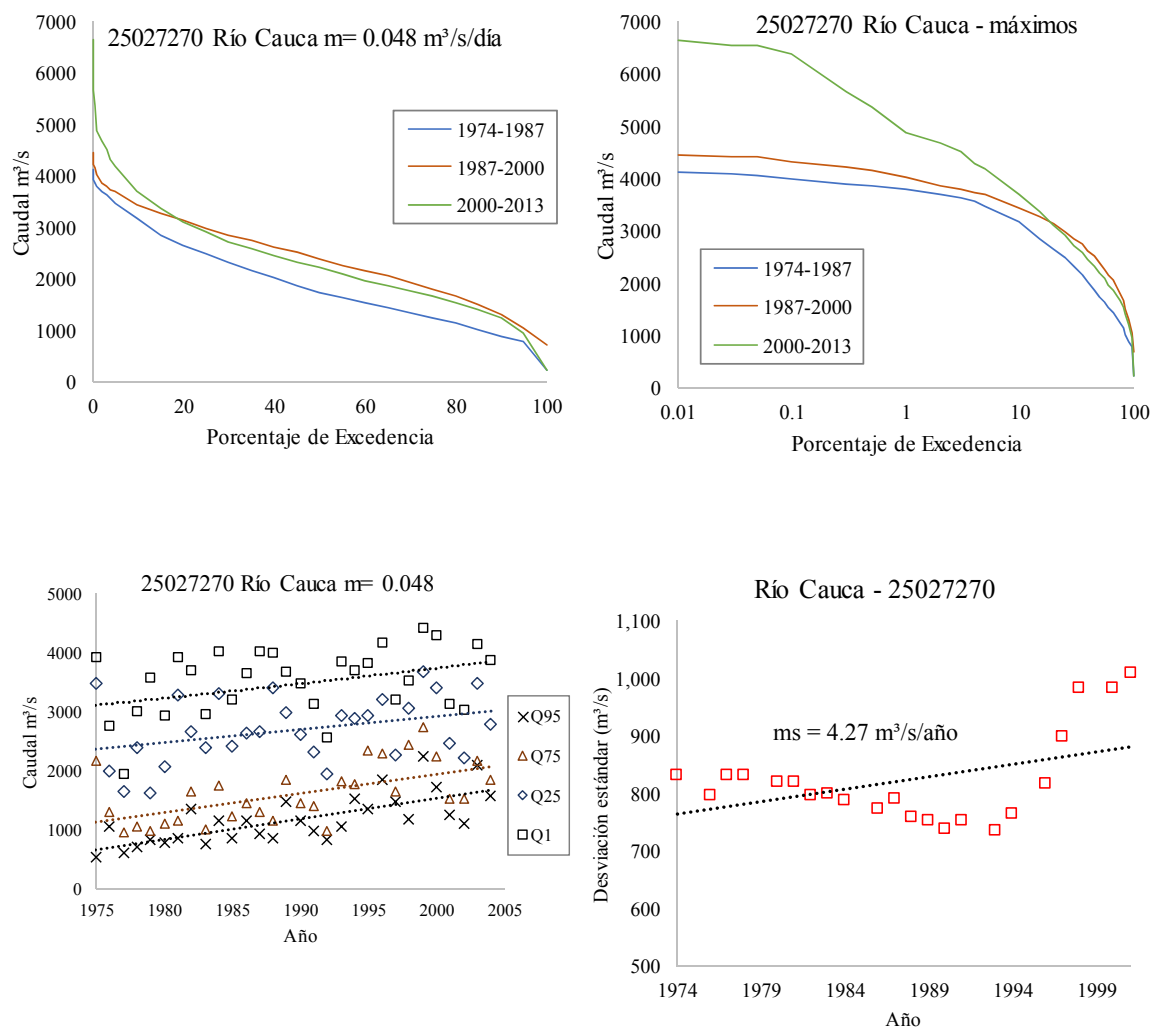 25027270 Río Cauca m= 0.048 m³/s/día
7000
6000
5000
4000
3000
2000
1000
0
Caudal m³/s
1974-1987
1987-2000
2000-2013
0 20 40 60 80 100
Porcentaje de Excedencia
25027270 Río Cauca - máximos
7000
6000
5000
4000
3000
2000
1000
0
Caudal m³/s
1974-1987
1987-2000
2000-2013
0.01 0.1 1 10 100
Porcentaje de Excedencia
25027270 Río Cauca m= 0.048
5000
4000
3000
2000
1000
0
Caudal m³/s
Q95
Q75
Q25
Q1
1975 1980 1985 1990 1995 2000 2005
Año
Río Cauca - 25027270
1,100
1,000
900
800
700
600
500
Desviación estándar (m³/s)
ms = 4.27 m³/s/año
1974 1979 1984 1989 1994 1999
Año